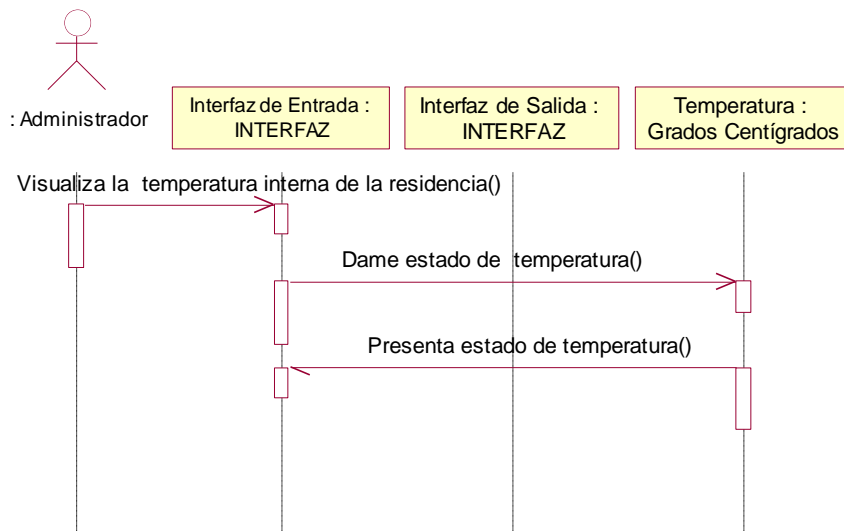 : Administrador
Interfaz de Entrada :
INTERFAZ
Interfaz de Salida :
INTERFAZ
Temperatura :
Grados Centígrados
Visualiza la temperatura interna de la residencia()
Dame estado de temperatura()
Presenta estado de temperatura()